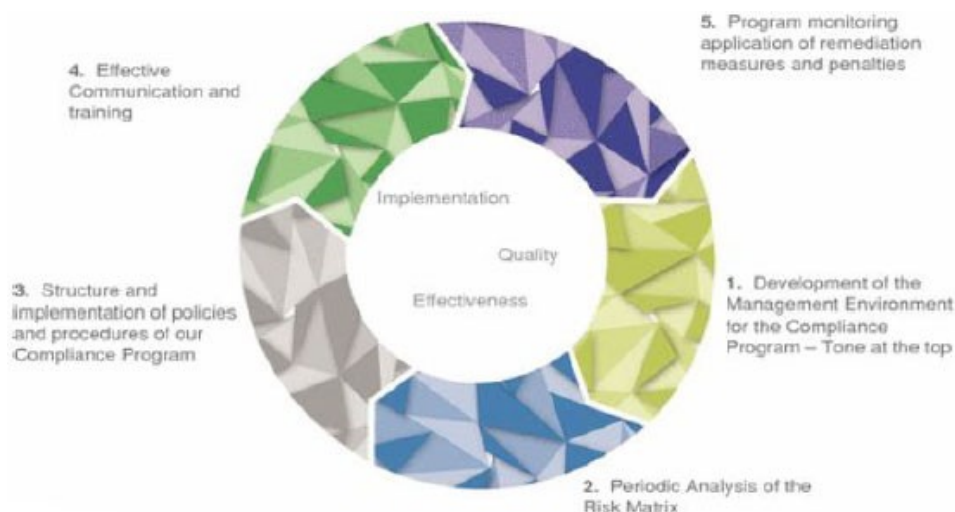 5. Program monitoring
application of remediation
measures and penalties
4. Effective
Communication and
training
Implementation
Quality
Effectiveness
1. Development of the
Management Environment
for the Compliance
Program – Tone at the top
3. Structure and
implementation of policies
and procedures of our
Compliance Program
2. Periodic Analysis of the
Risk Matrix